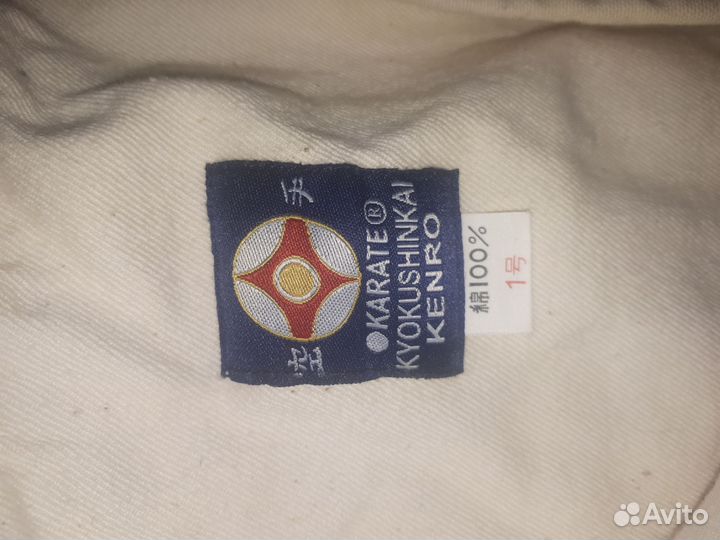 空 手
●KARATE®
KYOKUSHINKAI
KENRO
綿100%
1号
Avito